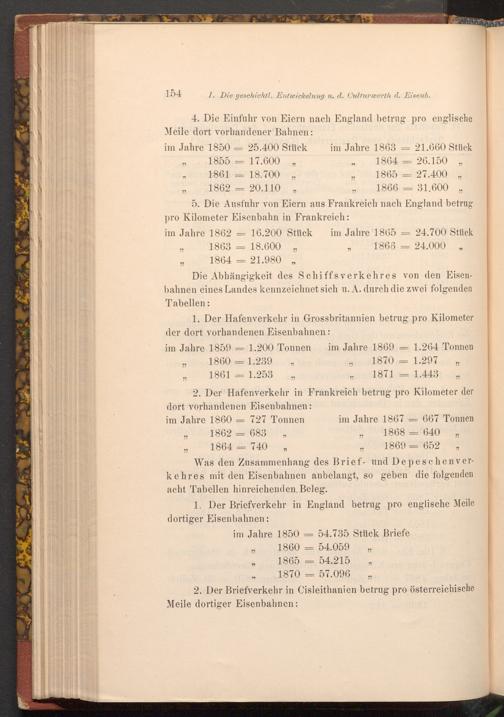 154 I. Die geschichtl. Entwickelung u. d. Culturwerth d. Eisenb.
4. Die Einfuhr von Eiern nach England betrug pro englische
Meile dort vorhandener Bahnen:
im Jahre 1850 = 25.400 Stück im Jahre 1863 = 21.660 Stück
„ 1855 = 17.600 „ „ 1864 = 26.150 „
„ 1861 = 18.700 „ „ 1865 = 27.400 „
„ 1862 = 20.110 „ „ 1866 = 31,600 „
5. Die Ausfuhr von Eiern aus Frankreich nach England betrug
pro Kilometer Eisenbahn in Frankreich:
im Jahre 1862 = 16.200 Stück im Jahre 1865 = 24.700 Stück
„ 1863 = 18.600 „ „ 1866 = 24.000 „
„ 1864 = 21.980 „
Die Abhängigkeit des Schiffsverkehres von den Eisen-
bahnen eines Landes kennzeichnet sich u. A. durch die zwei folgenden
Tabellen:
1. Der Hafenverkehr in Grossbritannien betrug pro Kilometer
der dort vorhandenen Eisenbahnen:
im Jahre 1859 = 1.200 Tonnen im Jahre 1869 = 1.264 Tonnen
„ 1860 = 1.239 „ „ 1870 = 1.297 „
„ 1861 = 1.253 „ „ 1871 = 1.443 „
2. Der Hafenverkehr in Frankreich betrug pro Kilometer der
dort vorhandenen Eisenbahnen:
im Jahre 1860 = 727 Tonnen im Jahre 1867 = 667 Tonnen
„ 1862 = 683 „ „ 1868 = 640 „
„ 1864 = 740 „ „ 1869 = 652 „
Was den Zusammenhang des Brief- und Depeschenver-
kehres mit den Eisenbahnen anbelangt, so geben die folgenden
acht Tabellen hinreichenden Beleg.
1. Der Briefverkehr in England betrug pro englische Meile
dortiger Eisenbahnen:
im Jahre 1850 = 54.735 Stück Briefe
„ 1860 = 54.059 „
„ 1865 = 54.215 „
„ 1870 = 57.096 „
2. Der Briefverkehr in Cisleithanien betrug pro österreichische
Meile dortiger Eisenbahnen: